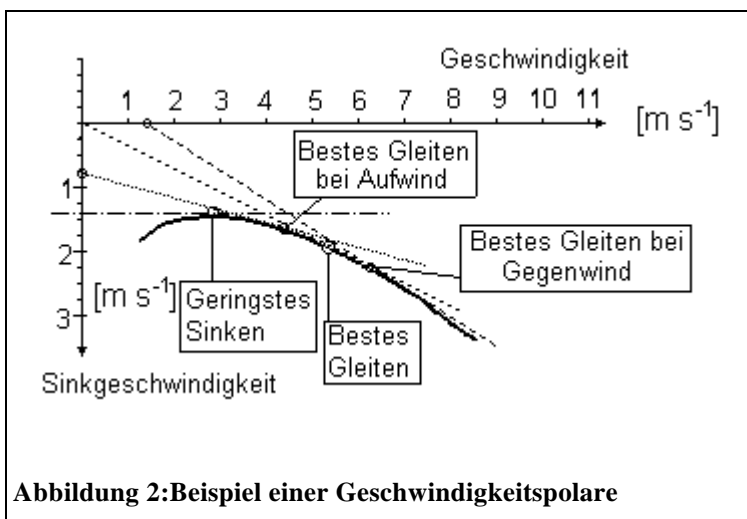 Geschwindigkeit
1 2 3 4 5 6 7 8 9 10 11
[m s⁻¹]
Bestes Gleiten
bei Aufwind
1
Bestes Gleiten bei
Gegenwind
2
[m s⁻¹]
Geringstes
Sinken
3
Bestes
Gleiten
Sinkgeschwindigkeit
Abbildung 2:Beispiel einer Geschwindigkeitspolare